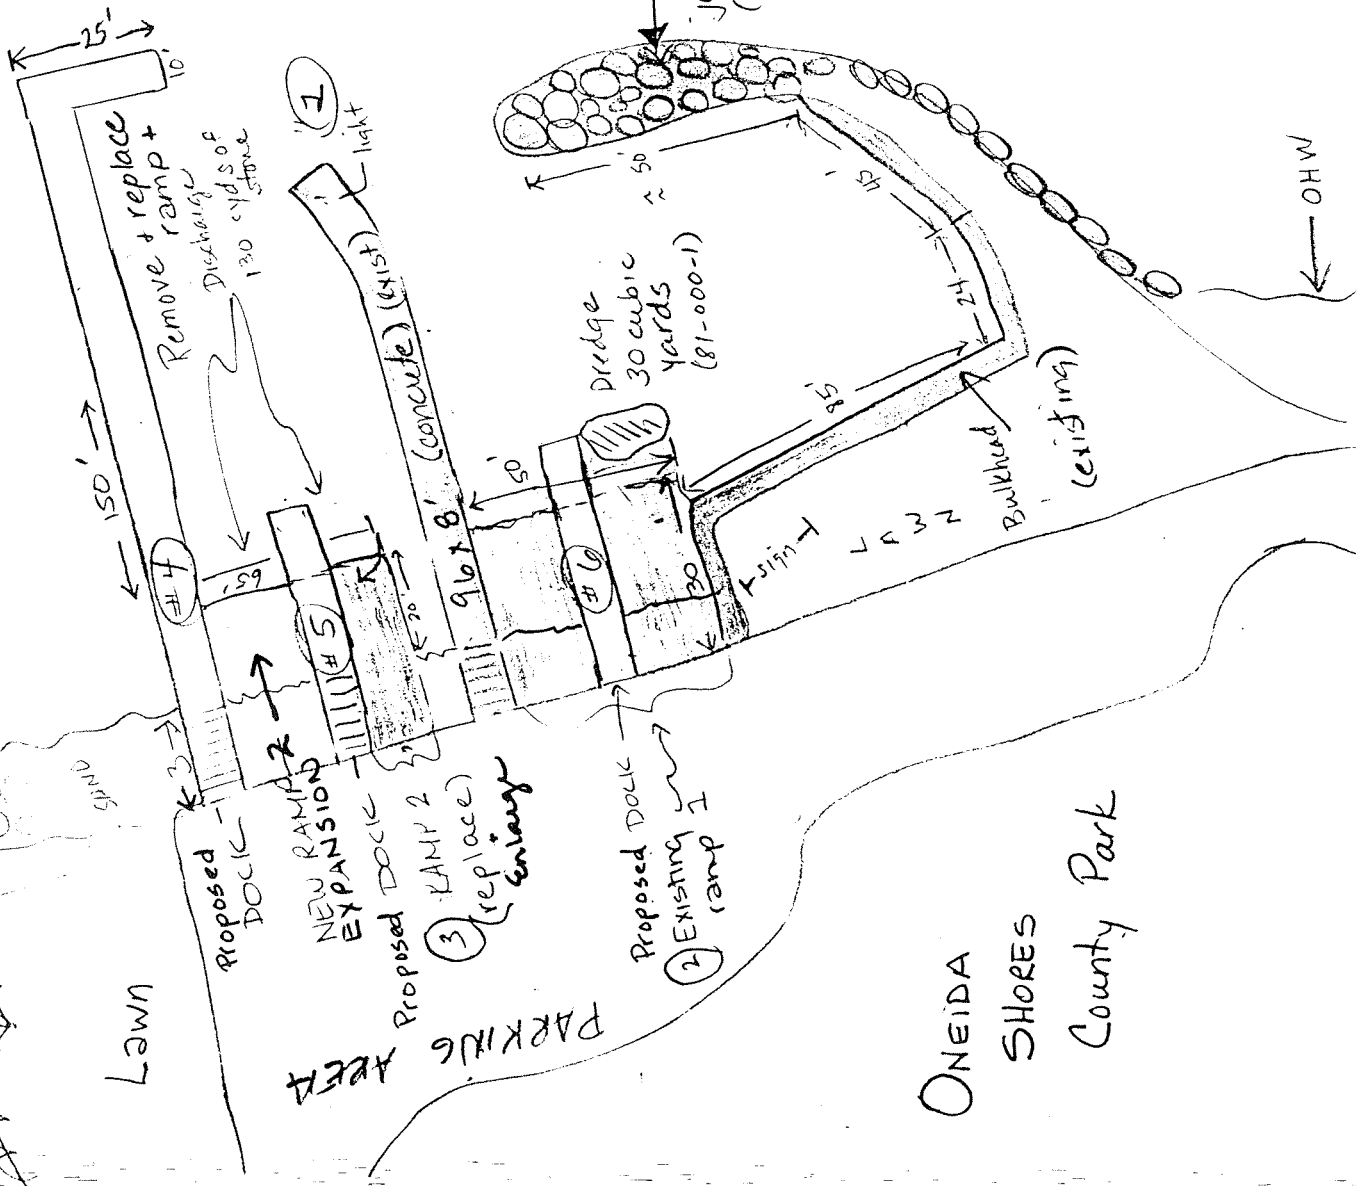 25'
10'
← 150' →
Remove + replace
ramp +
Discharge
130 cyds of
stone
1
light
(concrete) (exist)
96 x 8'
#4
65'
#5
20'
3
SAND
Proposed
DOCK
NEW RAMP
EXPANSION
Proposed DOCK
3
RAMP 2
(replace)
Enlarge
50'
#6
30
Dredge
30 cubic
yards
(81-000-1)
≈ 50'
45'
24
85'
sign
LAWN
Bulkhead
(existing)
← OHW
Proposed DOCK
2 Existing
ramp 1
Lawn
PARKING AREA
ONEIDA
SHORES
County Park